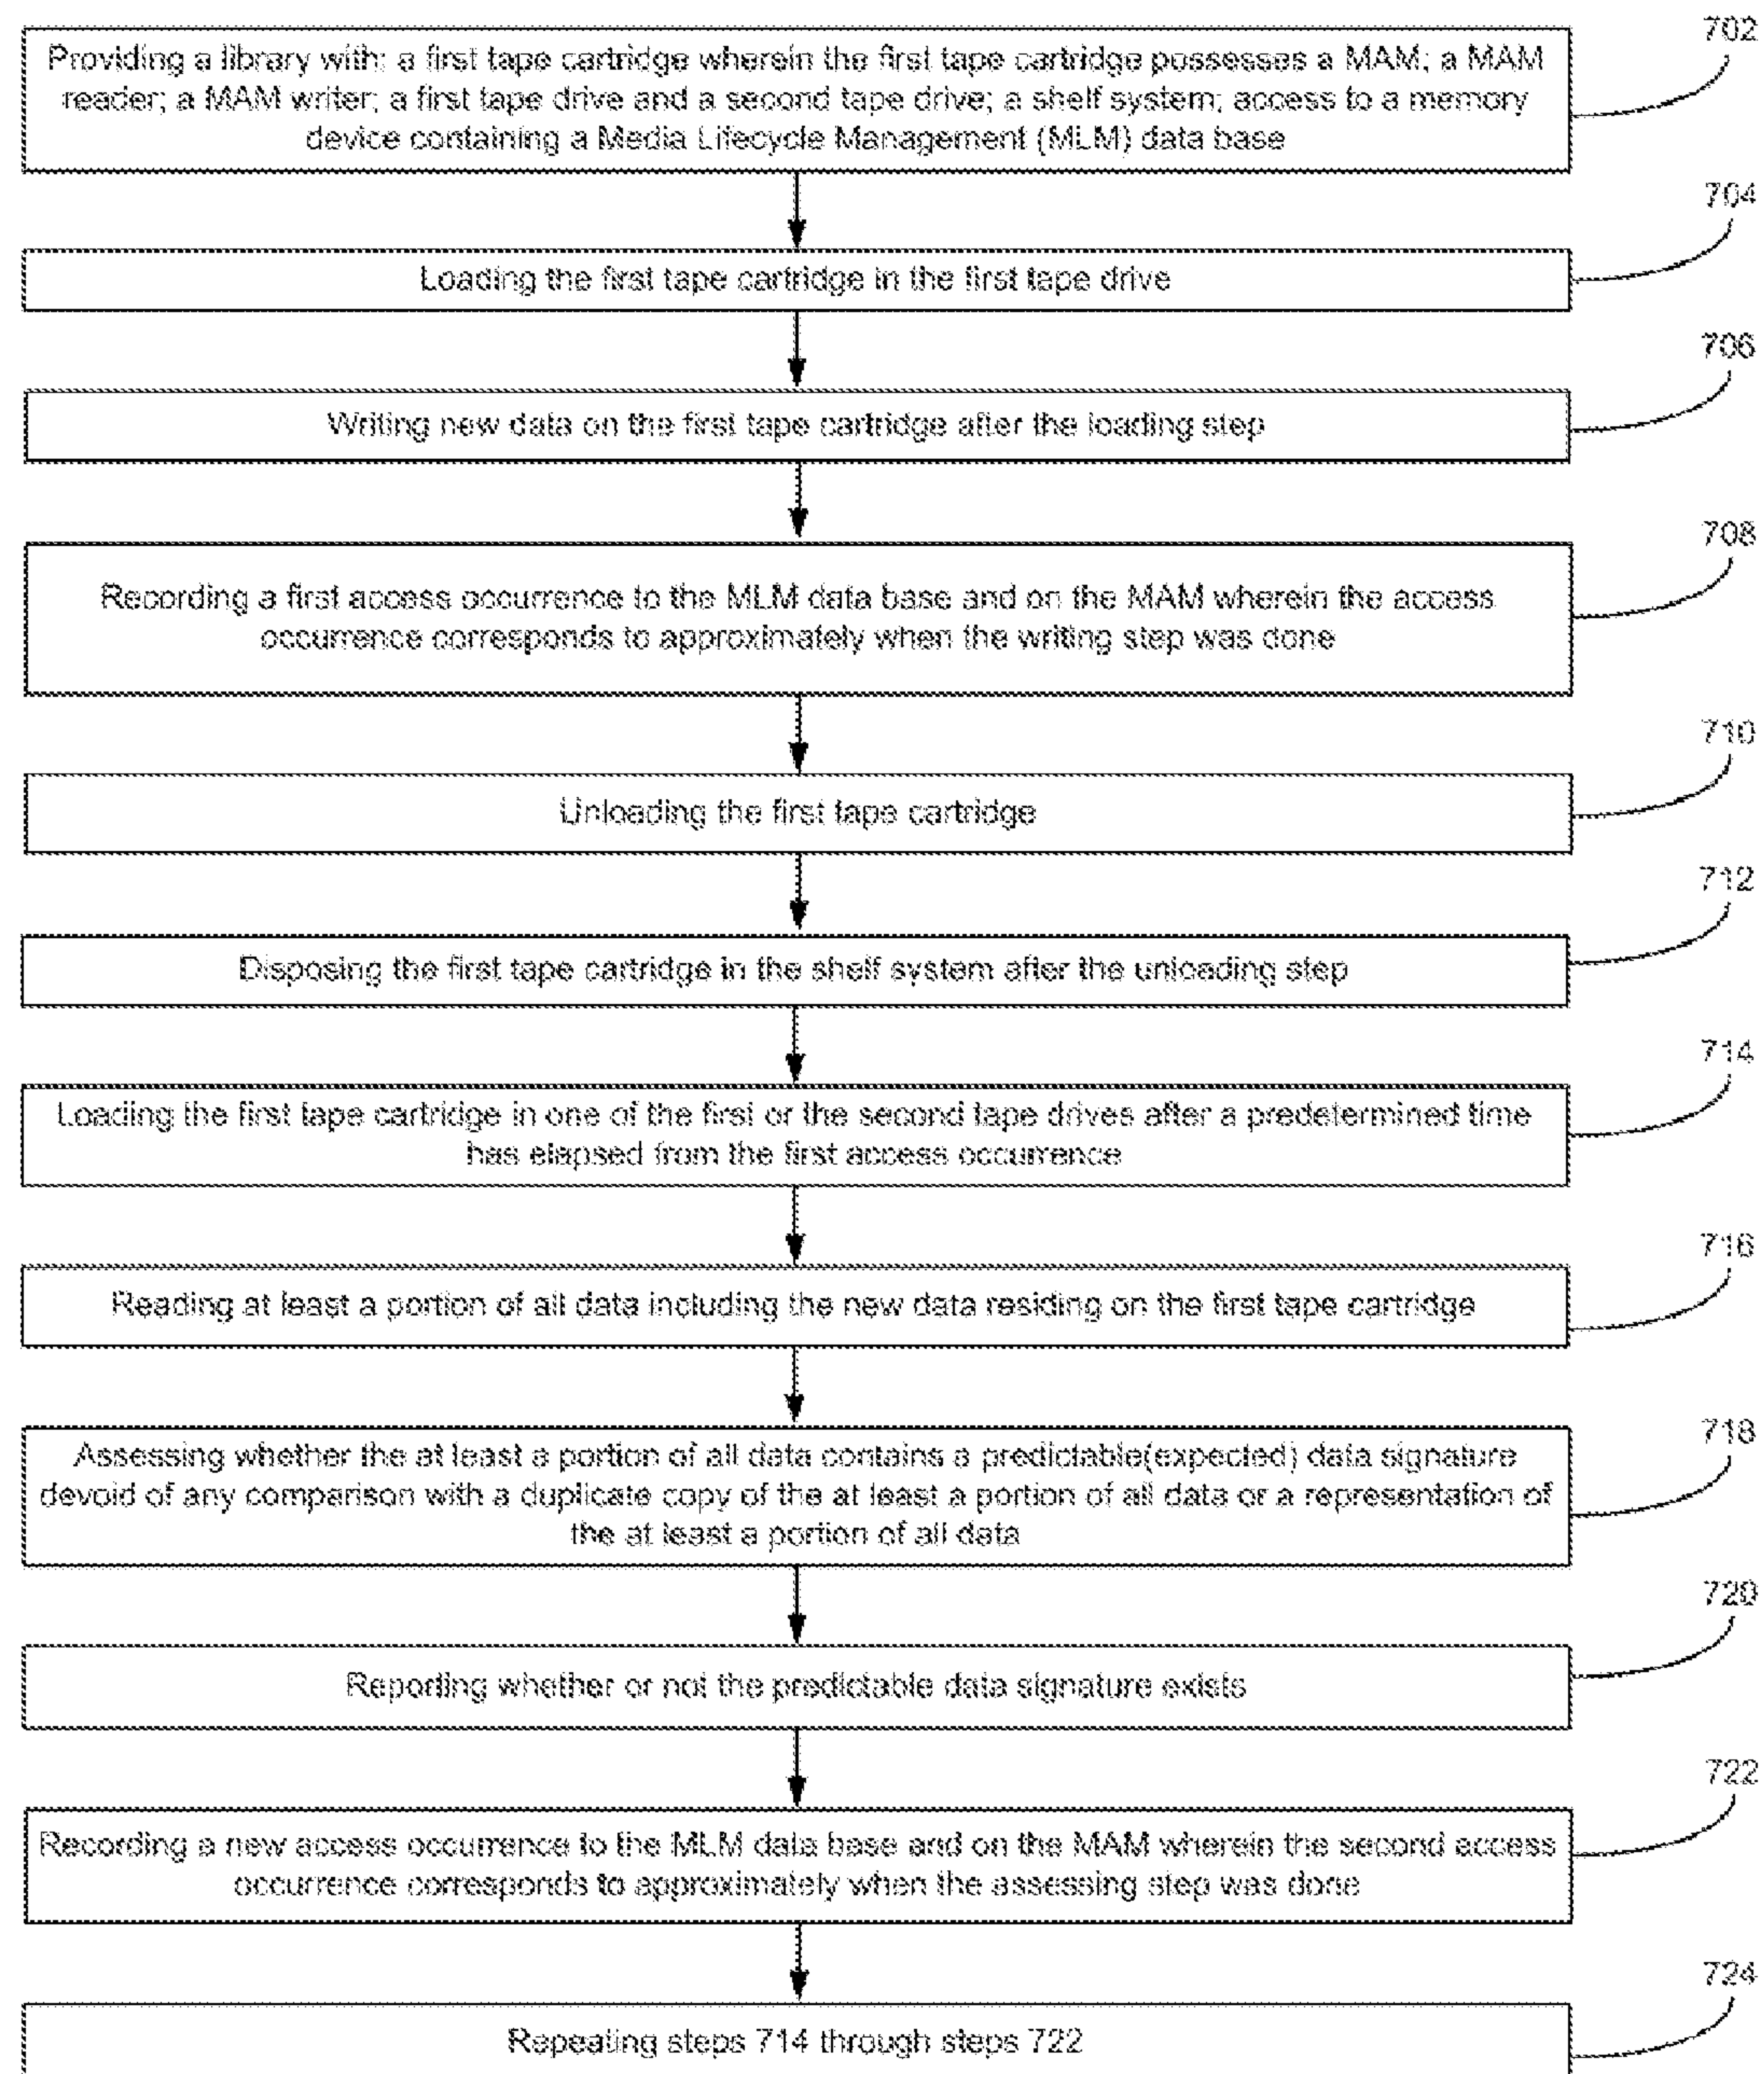 702
Providing a library with: a first tape cartridge wherein the first tape cartridge possesses a MAM; a MAM
reader; a MAM writer; a first tape drive and a second tape drive; a shelf system; access to a memory
device containing a Media Lifecycle Management (MLM) data base
704
Loading the first tape cartridge in the first tape drive
706
Writing new data on the first tape cartridge after the loading step
708
Recording a first access occurrence to the MLM data base and on the MAM wherein the access
occurrence corresponds to approximately when the writing step was done
710
Unloading the first tape cartridge
712
Disposing the first tape cartridge in the shelf system after the unloading step
714
Loading the first tape cartridge in one of the first or the second tape drives after a predetermined time
has elapsed from the first access occurrence
716
Reading at least a portion of all data including the new data residing on the first tape cartridge
718
Assessing whether the at least a portion of all data contains a predictable(expected) data signature
devoid of any comparison with a duplicate copy of the at least a portion of all data or a representation of
the at least a portion of all data
720
Reporting whether or not the predictable data signature exists
722
Recording a new access occurrence to the MLM data base and on the MAM wherein the second access
occurrence corresponds to approximately when the assessing step was done
724
Repeating steps 714 through steps 722